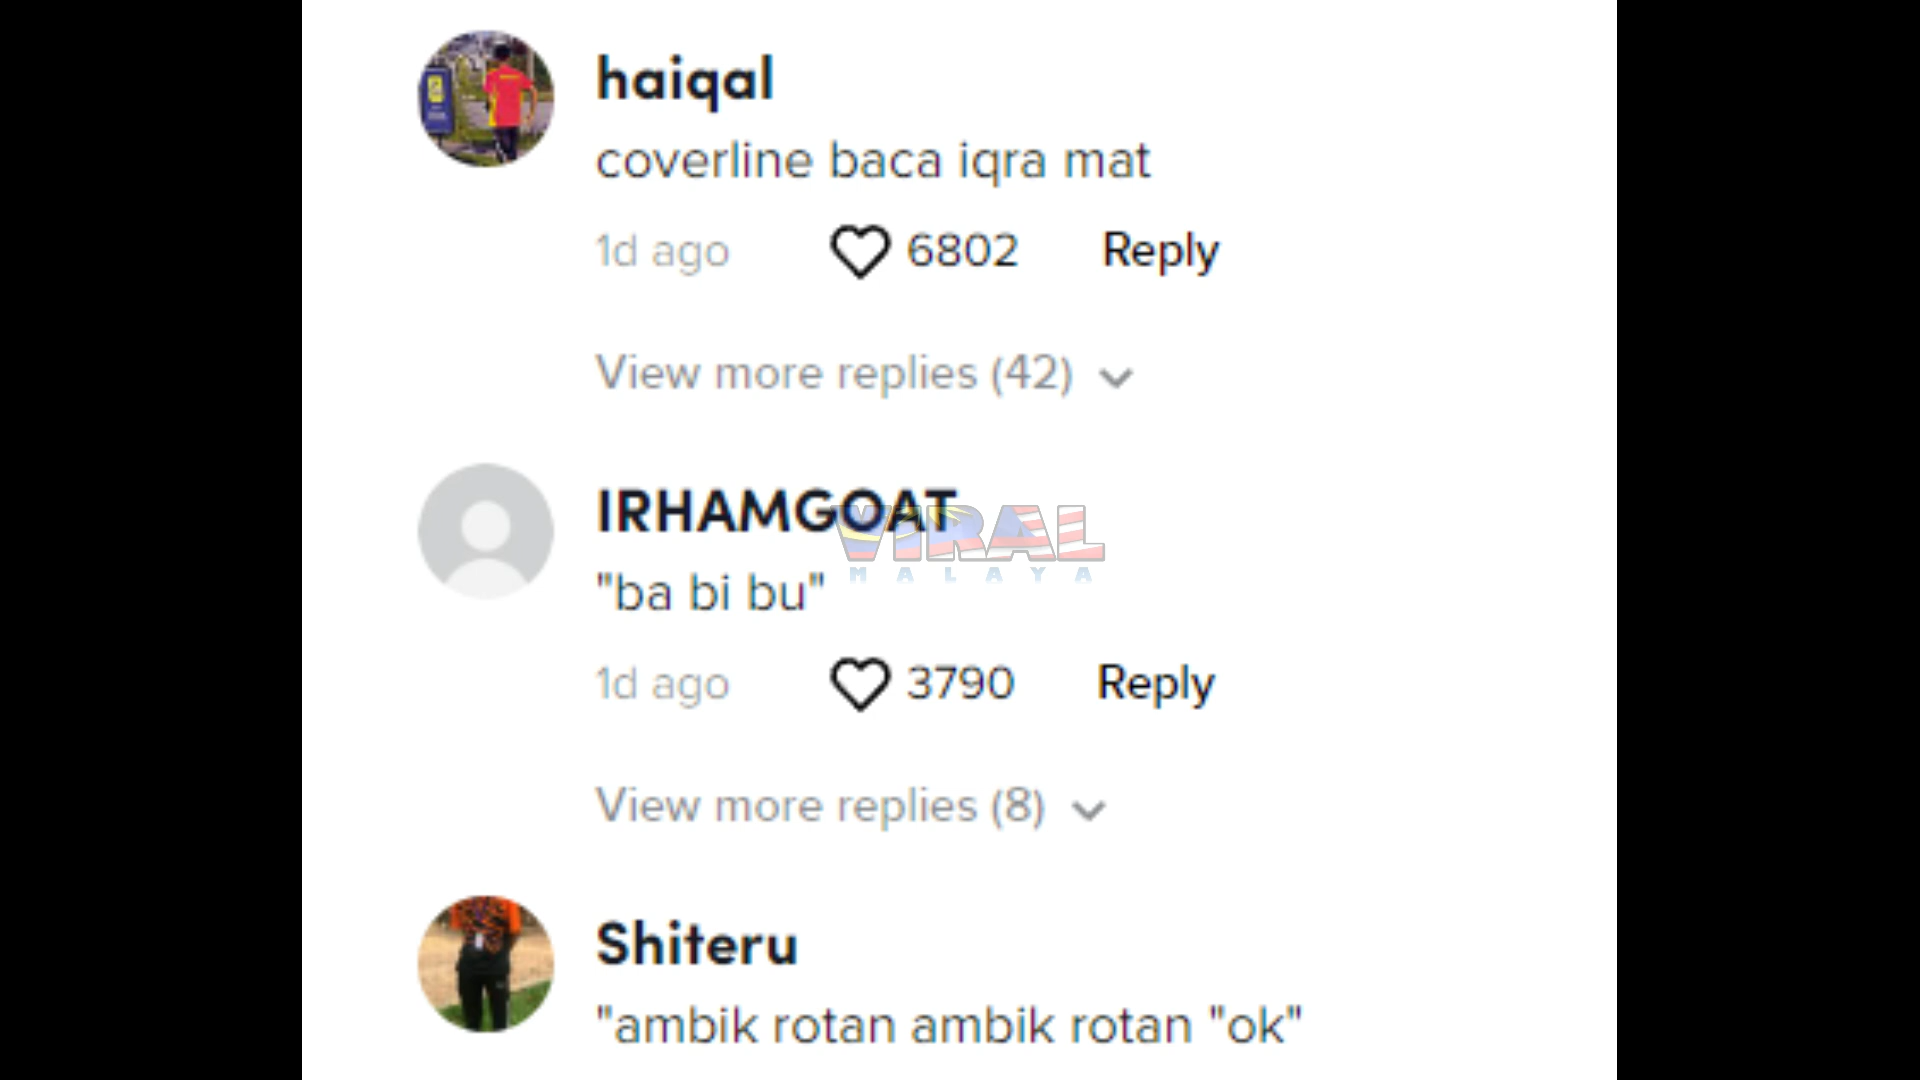 haiqal
coverline baca iqra mat
1d ago 6802 Reply
View more replies (42)
IRHAMGOAT
VIRAL
MALAYA
"ba bi bu"
1d ago 3790 Reply
View more replies (8)
Shiteru
"ambik rotan ambik rotan "ok"